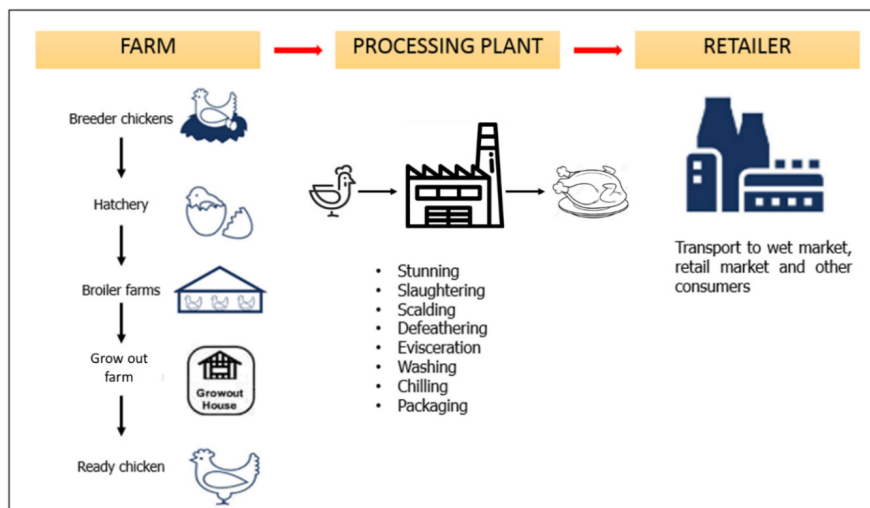 FARM
PROCESSING PLANT
RETAILER
Breeder chickens
Hatchery
Broiler farms
Grow out
farm
Growout
House
Ready chicken
• Stunning
• Slaughtering
• Scalding
• Defeathering
• Evisceration
• Washing
• Chilling
• Packaging
Transport to wet market,
retail market and other
consumers